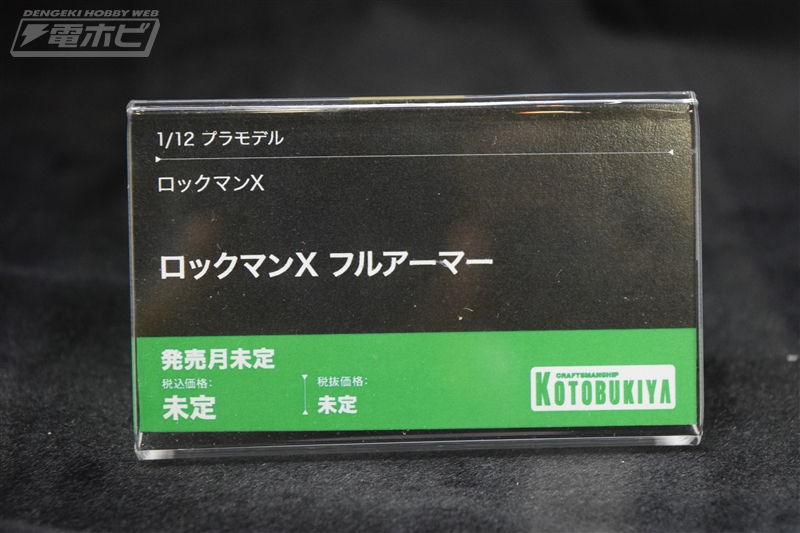 DENGEKI HOBBY WEB
電ホビ
1/12 プラモデル
ロックマンX
ロックマンX フルアーマー
発売月未定
税込価格:
未定
税抜価格:
未定
CRAFTSMANSHIP
KOTOBUKIYA